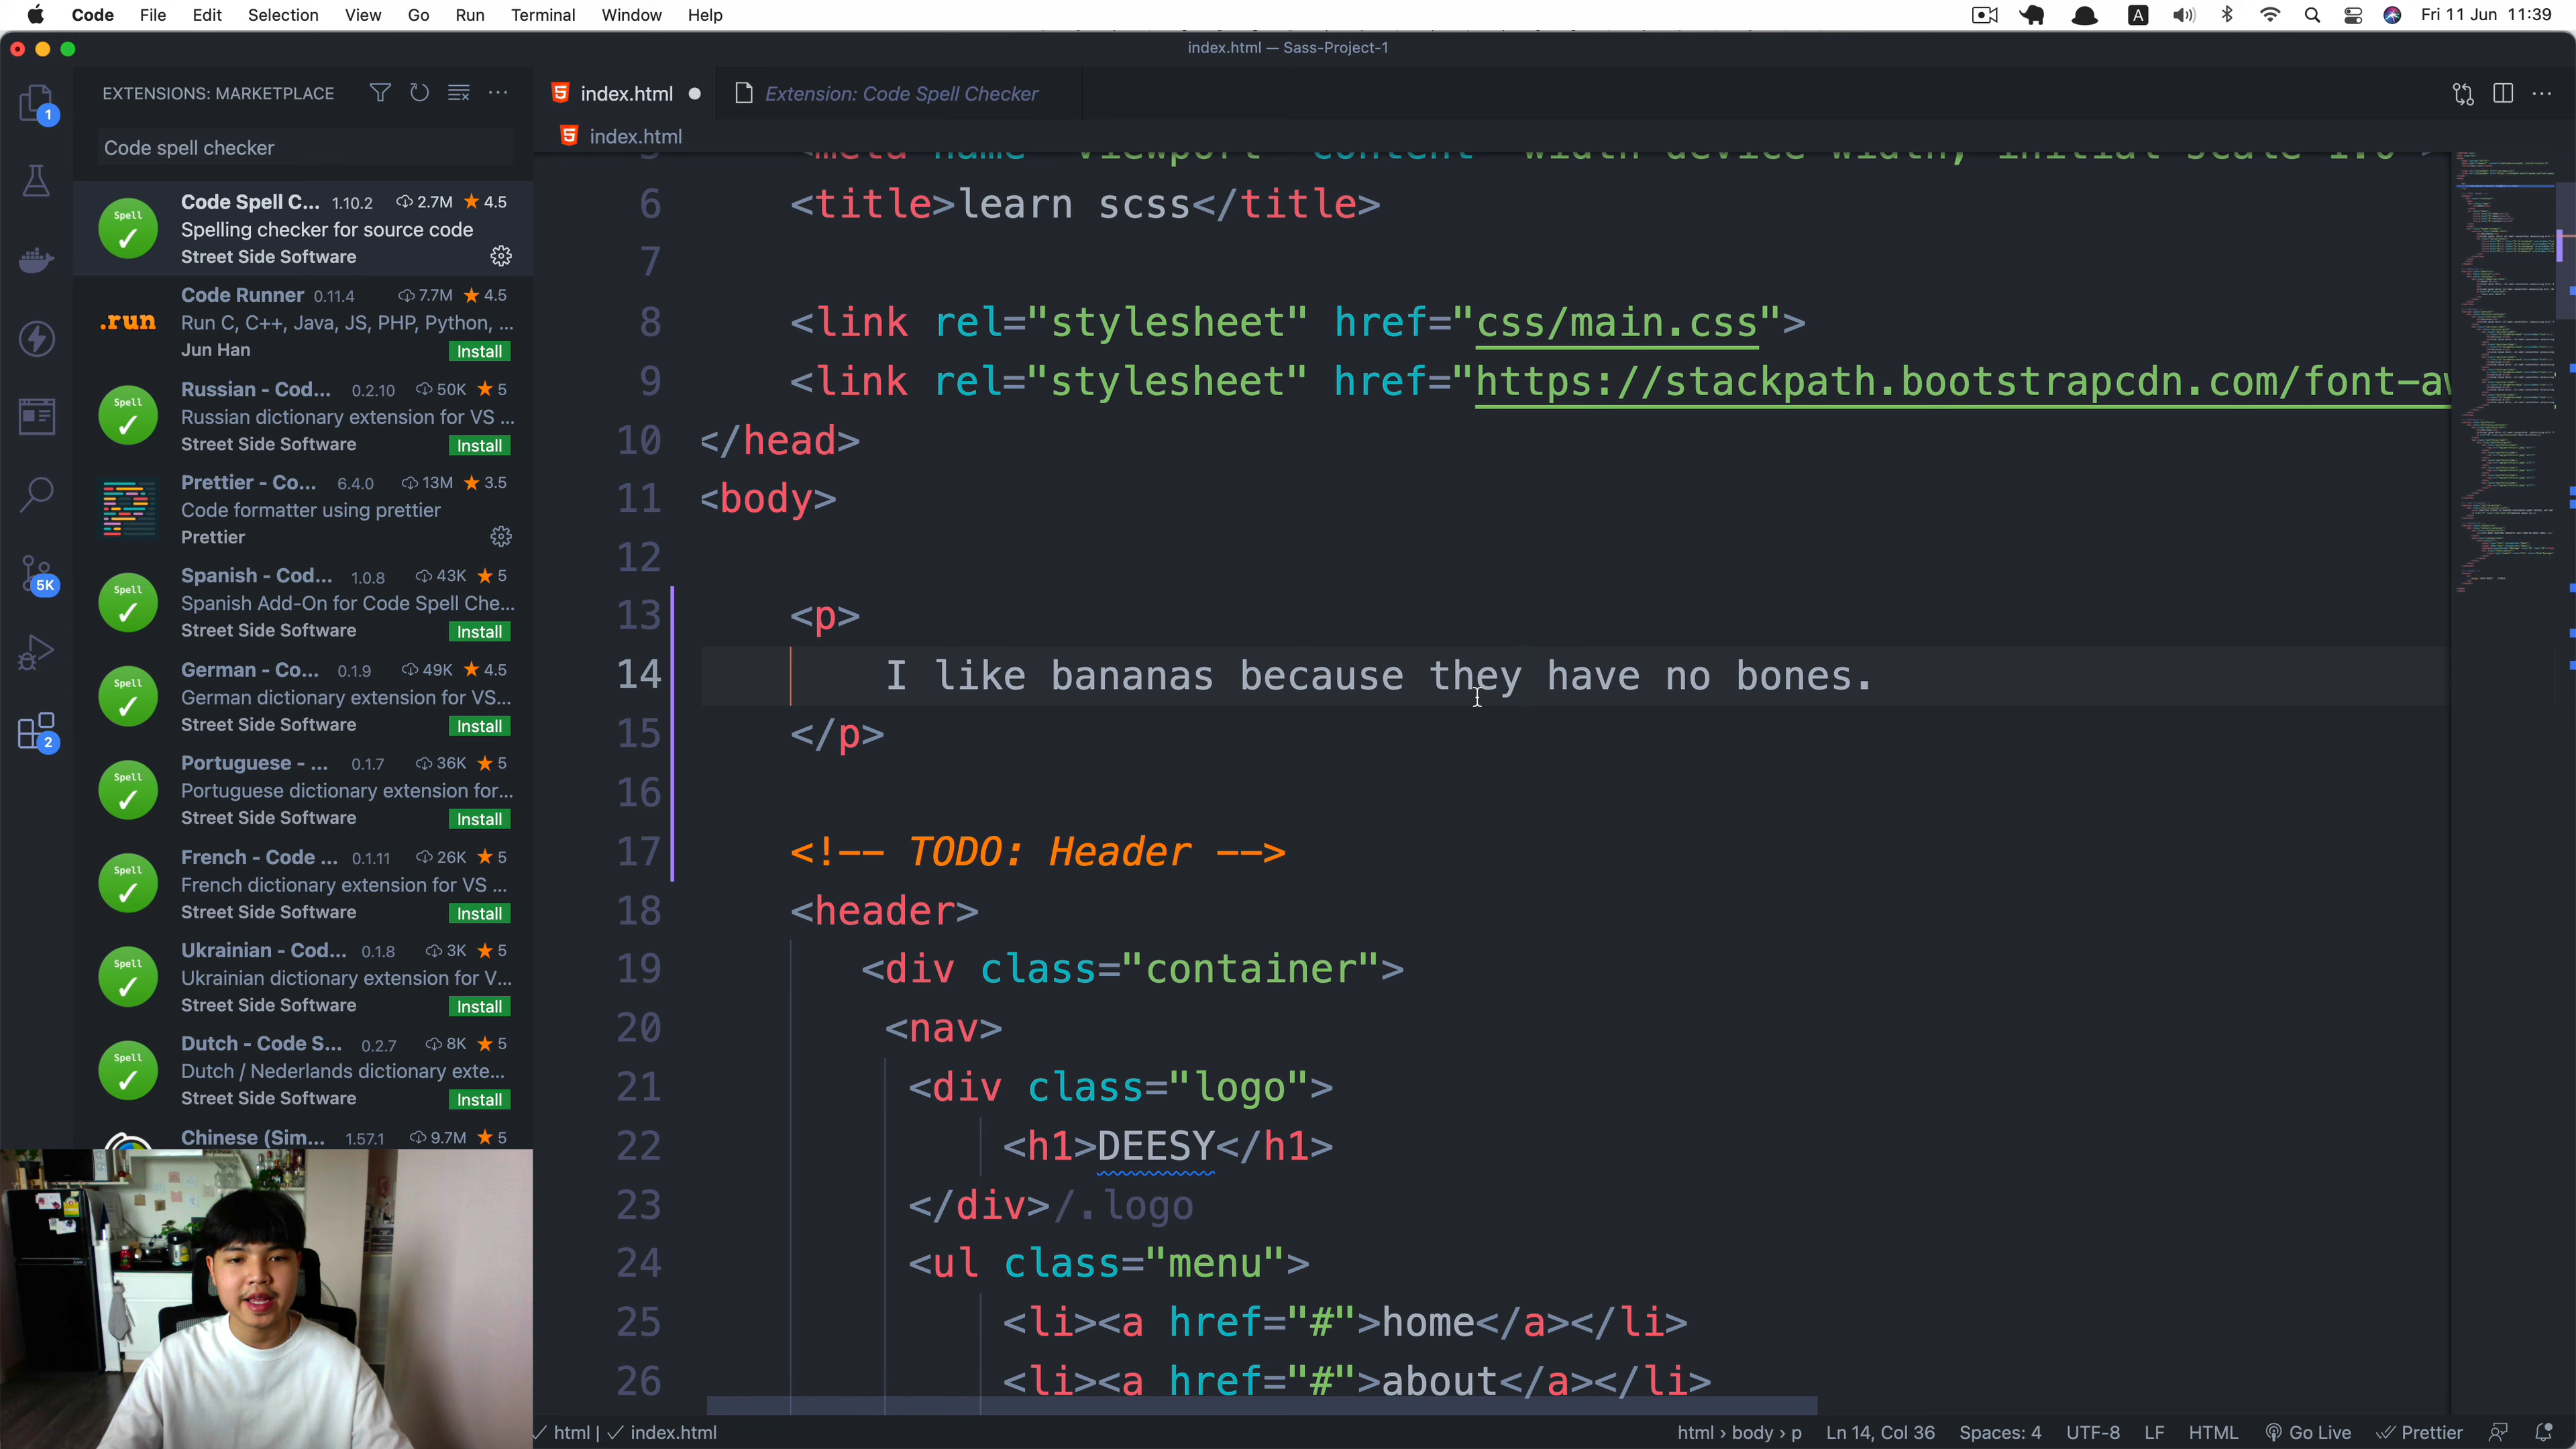 Code File Edit Selection View Go Run Terminal Window Help
A Fri 11 Jun 11:39
index.html — Sass-Project-1
EXTENSIONS: MARKETPLACE
index.html
Extension: Code Spell Checker
1
Code spell checker
index.html
Code Spell C... 1.10.2 2.7M 4.5
Spelling checker for source code
Street Side Software
Spell
Code Runner 0.11.4 7.7M 4.5
Run C, C++, Java, JS, PHP, Python, ...
Jun Han Install
.run
Russian - Cod... 0.2.10 50K 5
Russian dictionary extension for VS ...
Street Side Software Install
Spell
Prettier - Co... 6.4.0 13M 3.5
Code formatter using prettier
Prettier
Spanish - Cod... 1.0.8 43K 5
Spanish Add-On for Code Spell Che...
Street Side Software Install
Spell
5K
German - Co... 0.1.9 49K 4.5
German dictionary extension for VS...
Street Side Software Install
Spell
2
Portuguese - ... 0.1.7 36K 5
Portuguese dictionary extension for...
Street Side Software Install
Spell
French - Code ... 0.1.11 26K 5
French dictionary extension for VS ...
Street Side Software Install
Spell
Ukrainian - Cod... 0.1.8 3K 5
Ukrainian dictionary extension for V...
Street Side Software Install
Spell
Dutch - Code S... 0.2.7 8K 5
Dutch / Nederlands dictionary exte...
Street Side Software Install
Spell
Chinese (Sim... 1.57.1 9.7M 5
6 <title>learn scss</title>
7
8 <link rel="stylesheet" href="css/main.css">
9 <link rel="stylesheet" href="https://stackpath.bootstrapcdn.com/font-aw
10 </head>
11 <body>
12
13 <p>
14 I like bananas because they have no bones.
15 </p>
16
17 <!-- TODO: Header -->
18 <header>
19 <div class="container">
20 <nav>
21 <div class="logo">
22 <h1>DEESY</h1>
23 </div>/.logo
24 <ul class="menu">
25 <li><a href="#">home</a></li>
26 <li><a href="#">about</a></li>
html | index.html
html › body › p Ln 14, Col 36 Spaces: 4 UTF-8 LF HTML Go Live Prettier